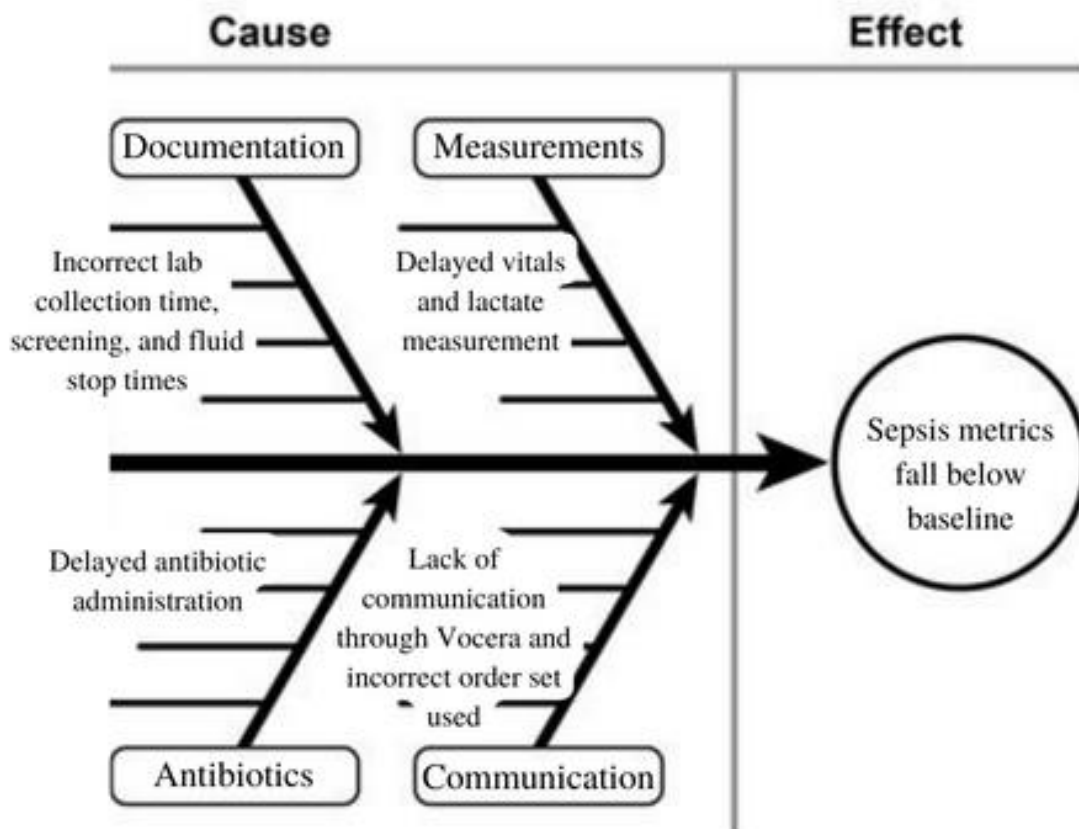 Cause
Effect
Documentation
Measurements
Incorrect lab
collection time,
screening, and fluid
stop times
Delayed vitals
and lactate
measurement
Sepsis metrics
fall below
baseline
Delayed antibiotic
administration
Lack of
communication
through Vocera and
incorrect order set
used
Antibiotics
Communication